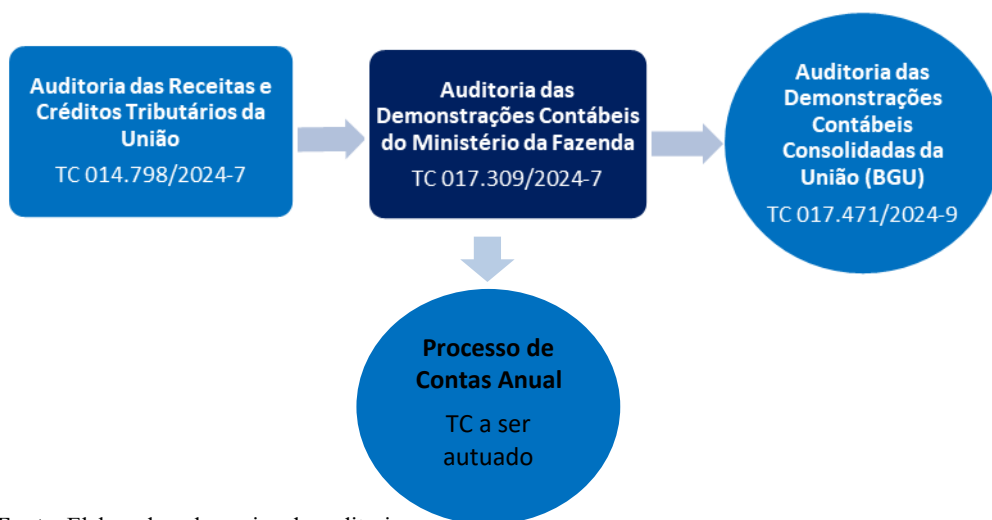 Auditoria das Receitas e
Créditos Tributários da
União
TC 014.798/2024-7
Auditoria das
Demonstrações Contábeis
do Ministério da Fazenda
TC 017.309/2024-7
Auditoria das
Demonstrações
Contábeis
Consolidadas da
União (BGU)
TC 017.471/2024-9
Processo de
Contas Anual
TC a ser
autuado